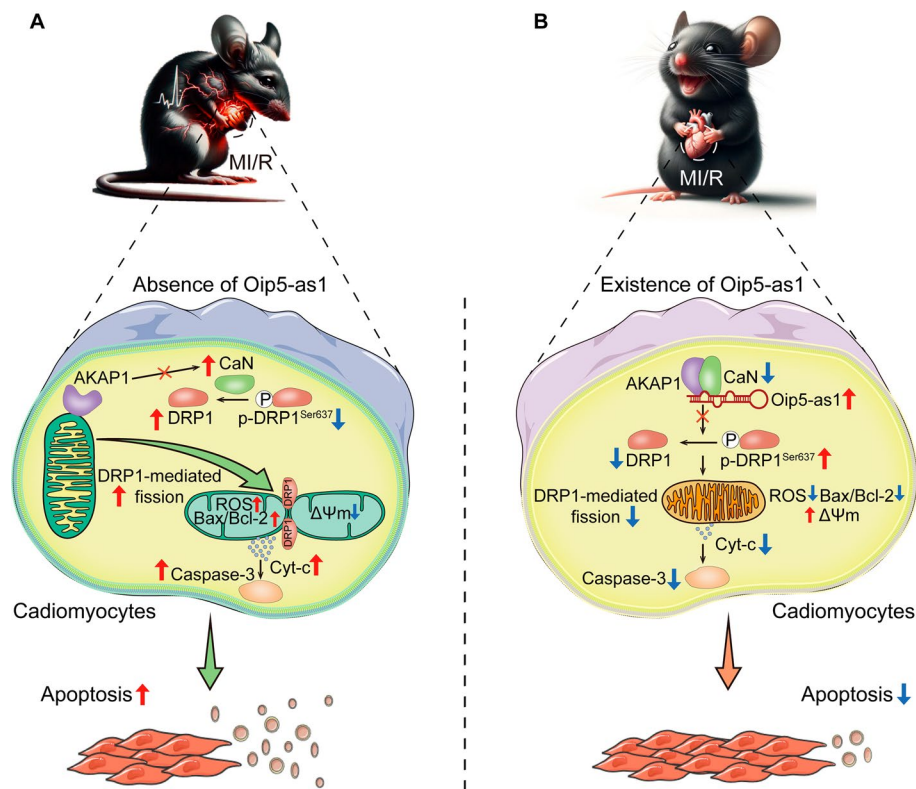 A
MI/R
Absence of Oip5-as1
AKAP1
CaN
DRP1
P
p-DRP1Ser637
DRP1-mediated
fission
ROS
Bax/Bcl-2
DRP1
DRP1
ΔΨm
Cyt-c
Caspase-3
Cadiomyocytes
Apoptosis
B
MI/R
Existence of Oip5-as1
AKAP1
CaN
Oip5-as1
DRP1
P
p-DRP1Ser637
DRP1-mediated
fission
ROS Bax/Bcl-2
ΔΨm
Cyt-c
Caspase-3
Cadiomyocytes
Apoptosis